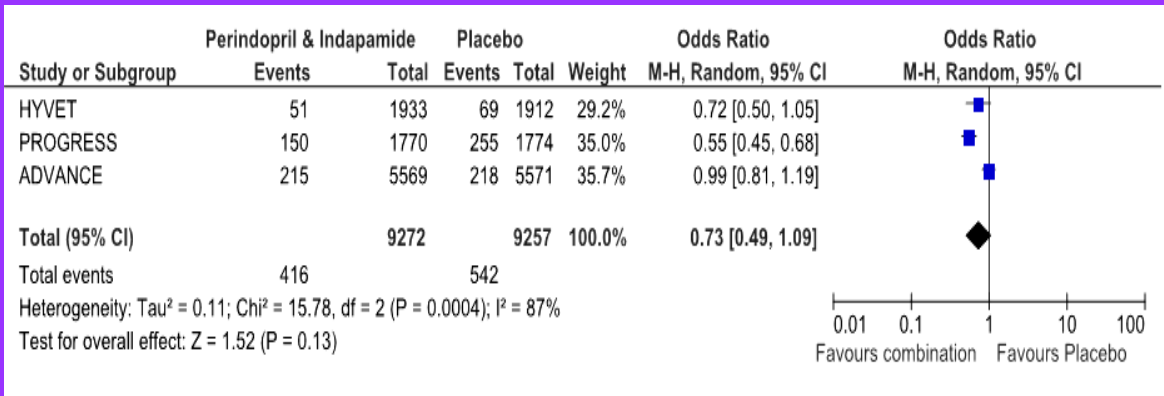 Perindopril & Indapamide Placebo Odds Ratio Odds Ratio
Study or Subgroup Events Total Events Total Weight M-H, Random, 95% CI M-H, Random, 95% CI
HYVET 51 1933 69 1912 29.2% 0.72 [0.50, 1.05]
PROGRESS 150 1770 255 1774 35.0% 0.55 [0.45, 0.68]
ADVANCE 215 5569 218 5571 35.7% 0.99 [0.81, 1.19]
Total (95% CI) 9272 9257 100.0% 0.73 [0.49, 1.09]
Total events 416 542
Heterogeneity: Tau² = 0.11; Chi² = 15.78, df = 2 (P = 0.0004); I² = 87%
Test for overall effect: Z = 1.52 (P = 0.13)
0.01 0.1 1 10 100
Favours combination Favours Placebo